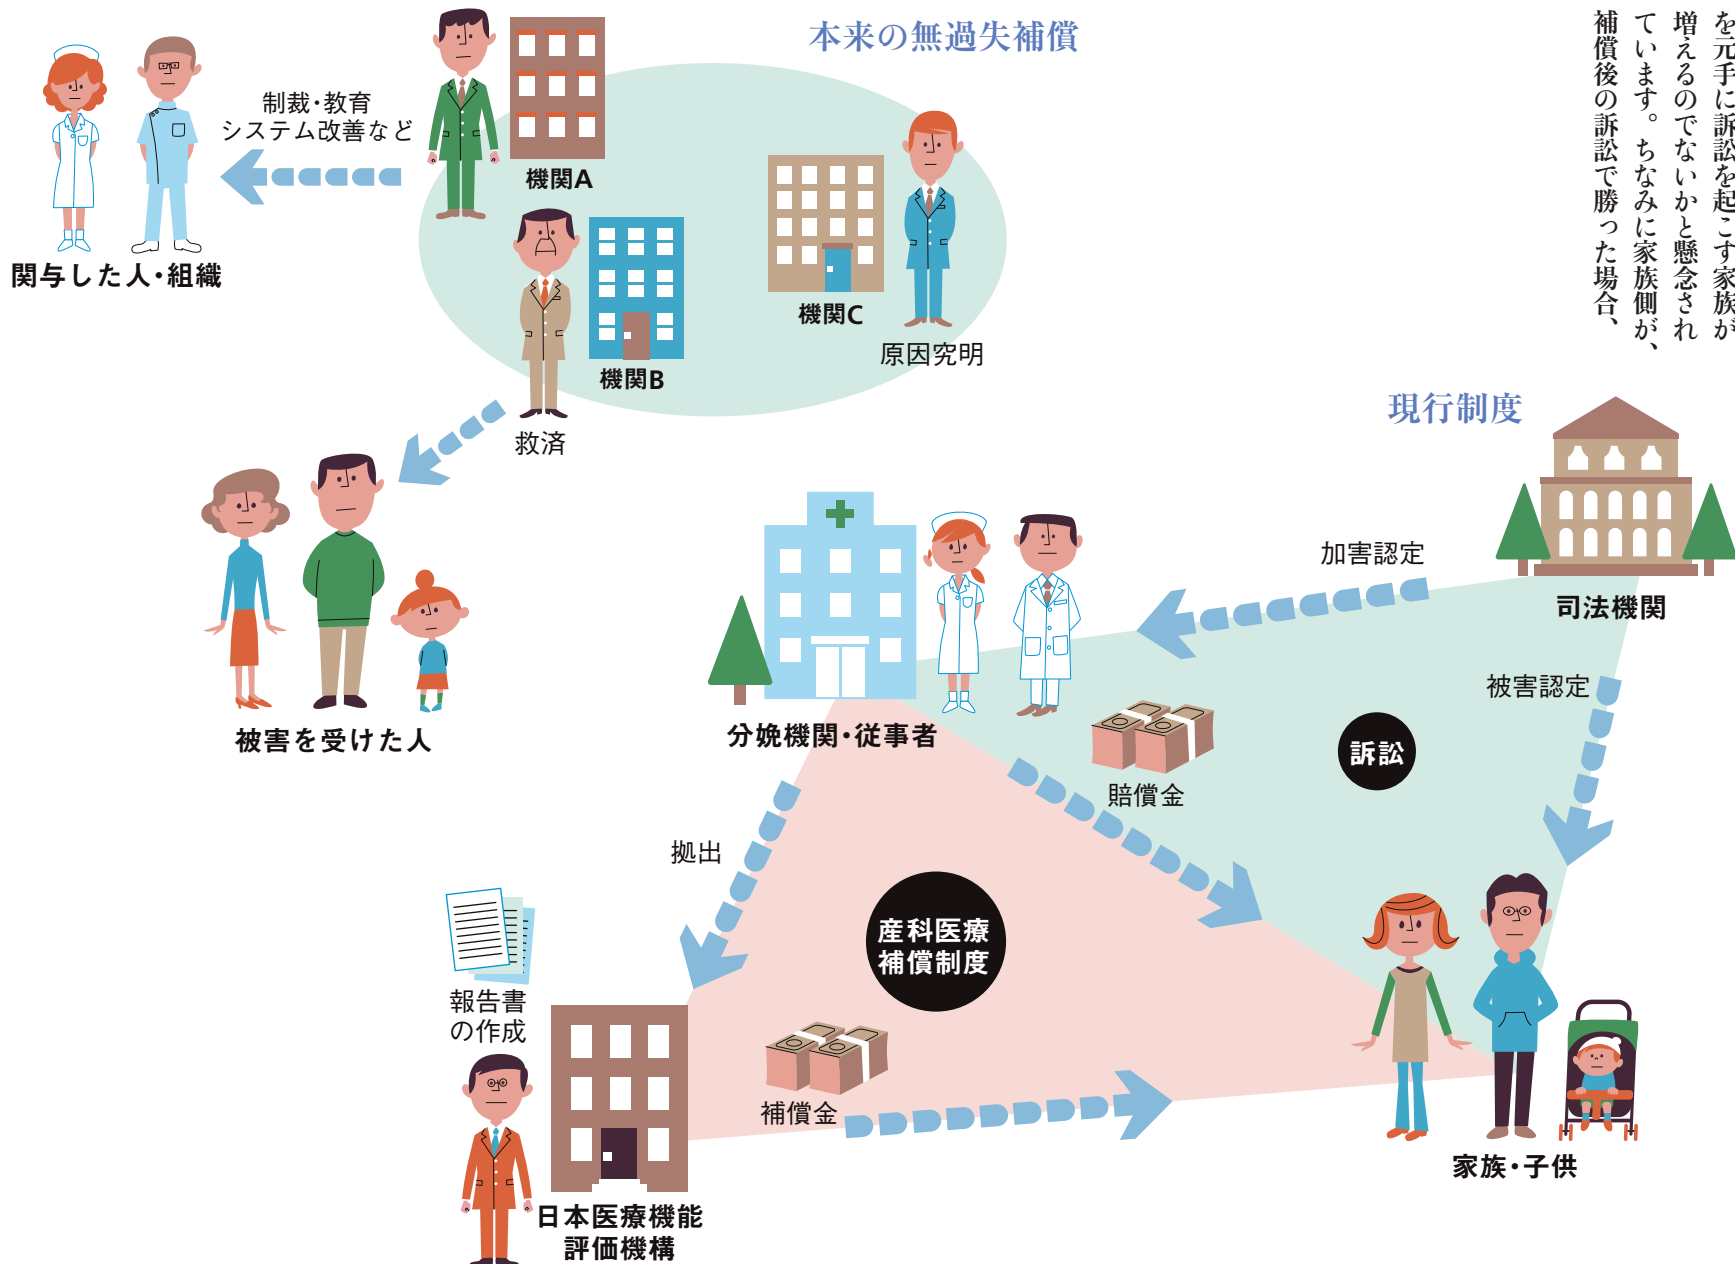 を元手に訴訟を起こす家族が
増えるのでないかと懸念され
ています。ちなみに家族側が、
補償後の訴訟で勝った場合、
本来の無過失補償
制裁・教育
システム改善など
機関A
関与した人・組織
機関B
機関C
原因究明
救済
被害を受けた人
現行制度
加害認定
司法機関
被害認定
分娩機関・従事者
訴訟
賠償金
拠出
産科医療
補償制度
報告書
の作成
補償金
家族・子供
日本医療機能
評価機構